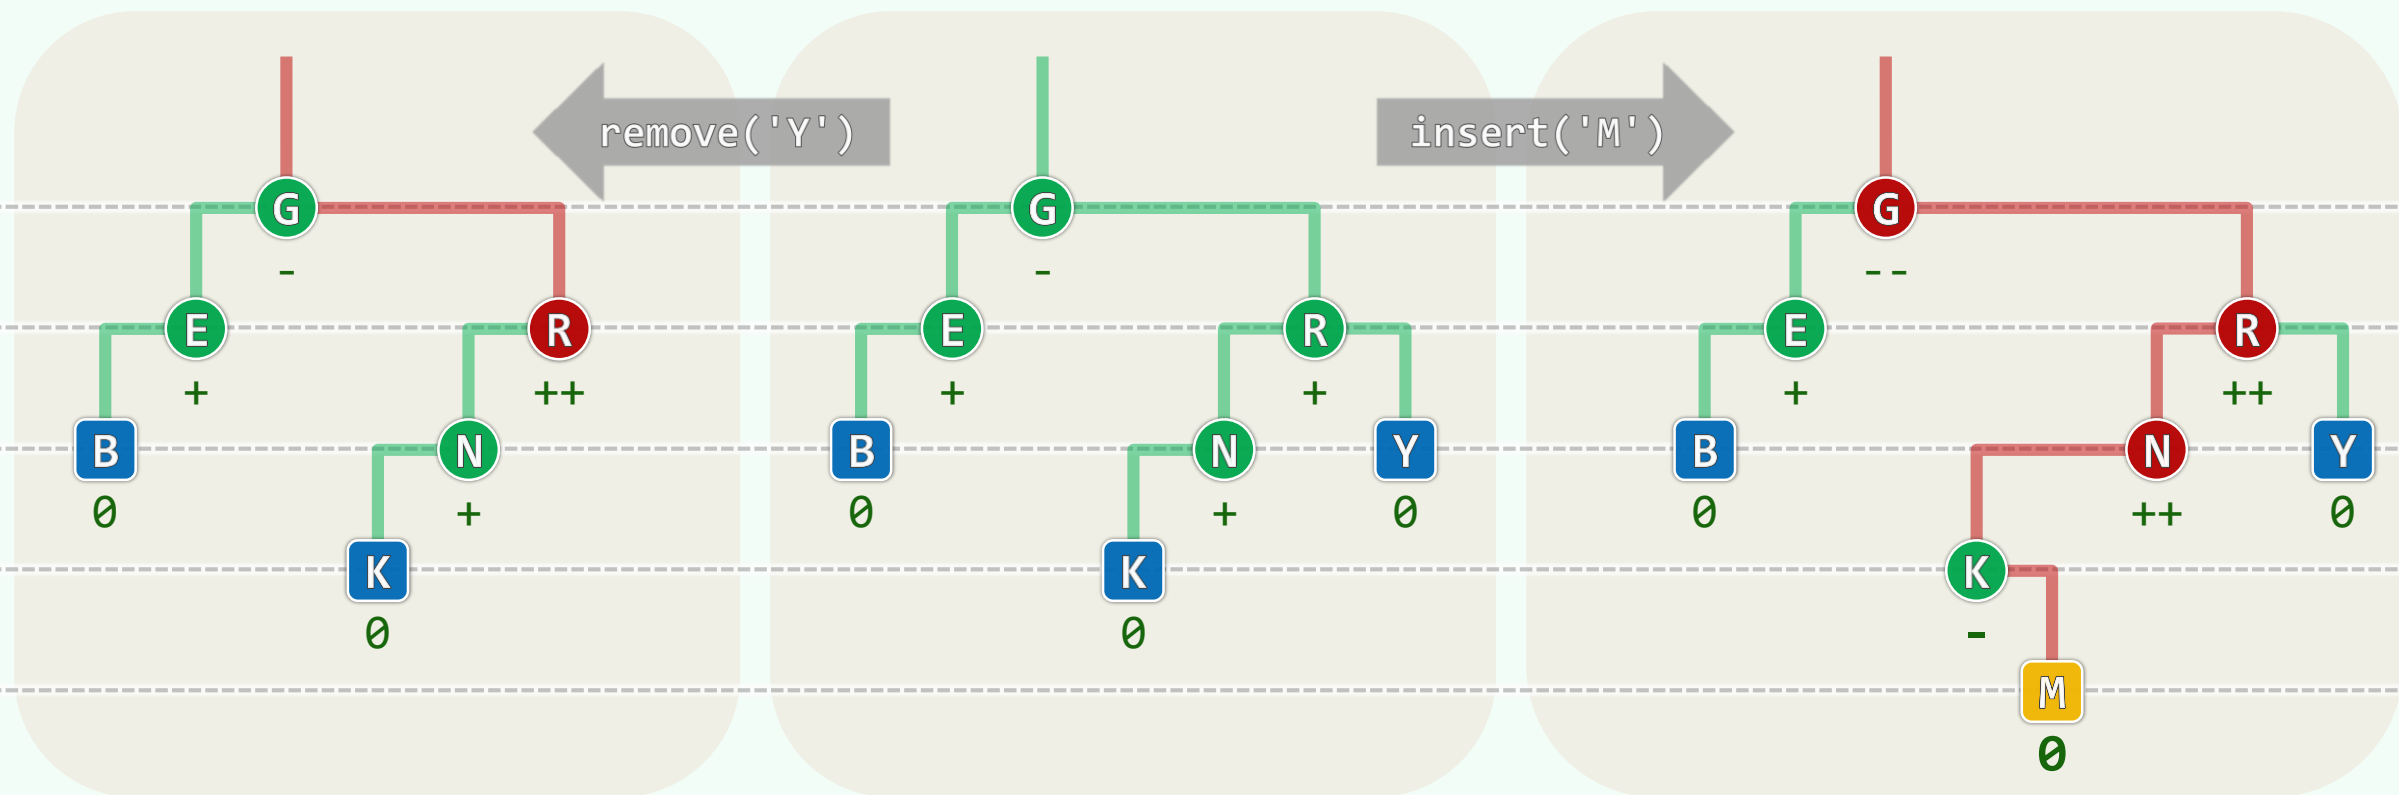 remove('Y')
insert('M')
G
-
E
+
R
++
B
0
N
+
K
0
G
-
E
+
R
+
B
0
N
+
Y
0
K
0
G
--
E
+
R
++
B
0
N
++
Y
0
K
-
M
0